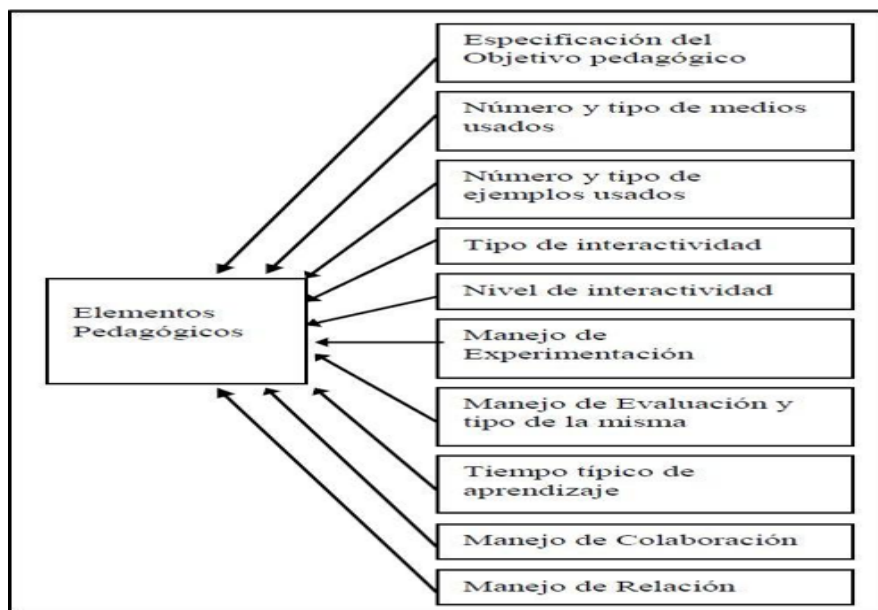 Especificación del
Objetivo pedagógico
Número y tipo de medios
usados
Número y tipo de
ejemplos usados
Tipo de interactividad
Nivel de interactividad
Elementos
Pedagógicos
Manejo de
Experimentación
Manejo de Evaluación y
tipo de la misma
Tiempo típico de
aprendizaje
Manejo de Colaboración
Manejo de Relación